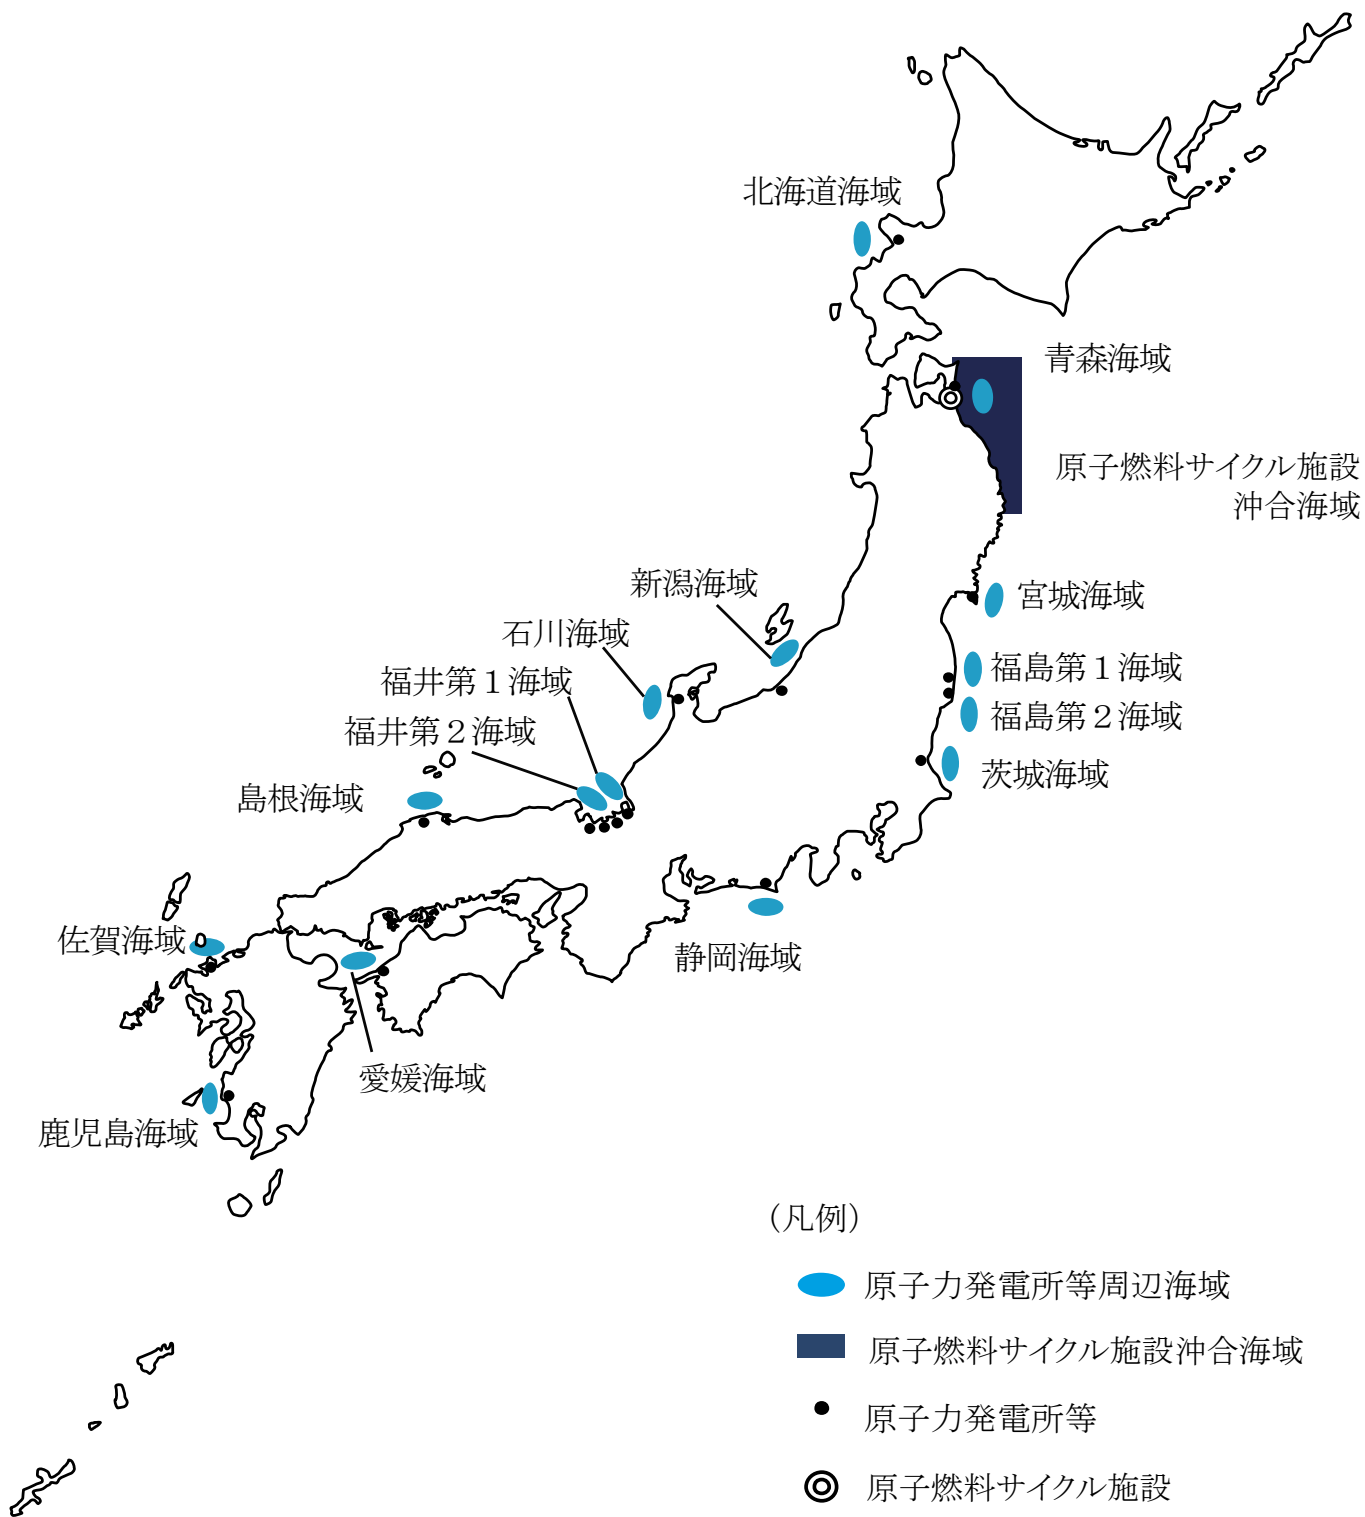 北海道海域
青森海域
原子燃料サイクル施設
沖合海域
新潟海域
宮城海域
石川海域
福井第１海域
福島第１海域
福井第２海域
福島第２海域
島根海域
茨城海域
佐賀海域
静岡海域
愛媛海域
鹿児島海域
（凡例）
原子力発電所等周辺海域
原子燃料サイクル施設沖合海域
原子力発電所等
原子燃料サイクル施設